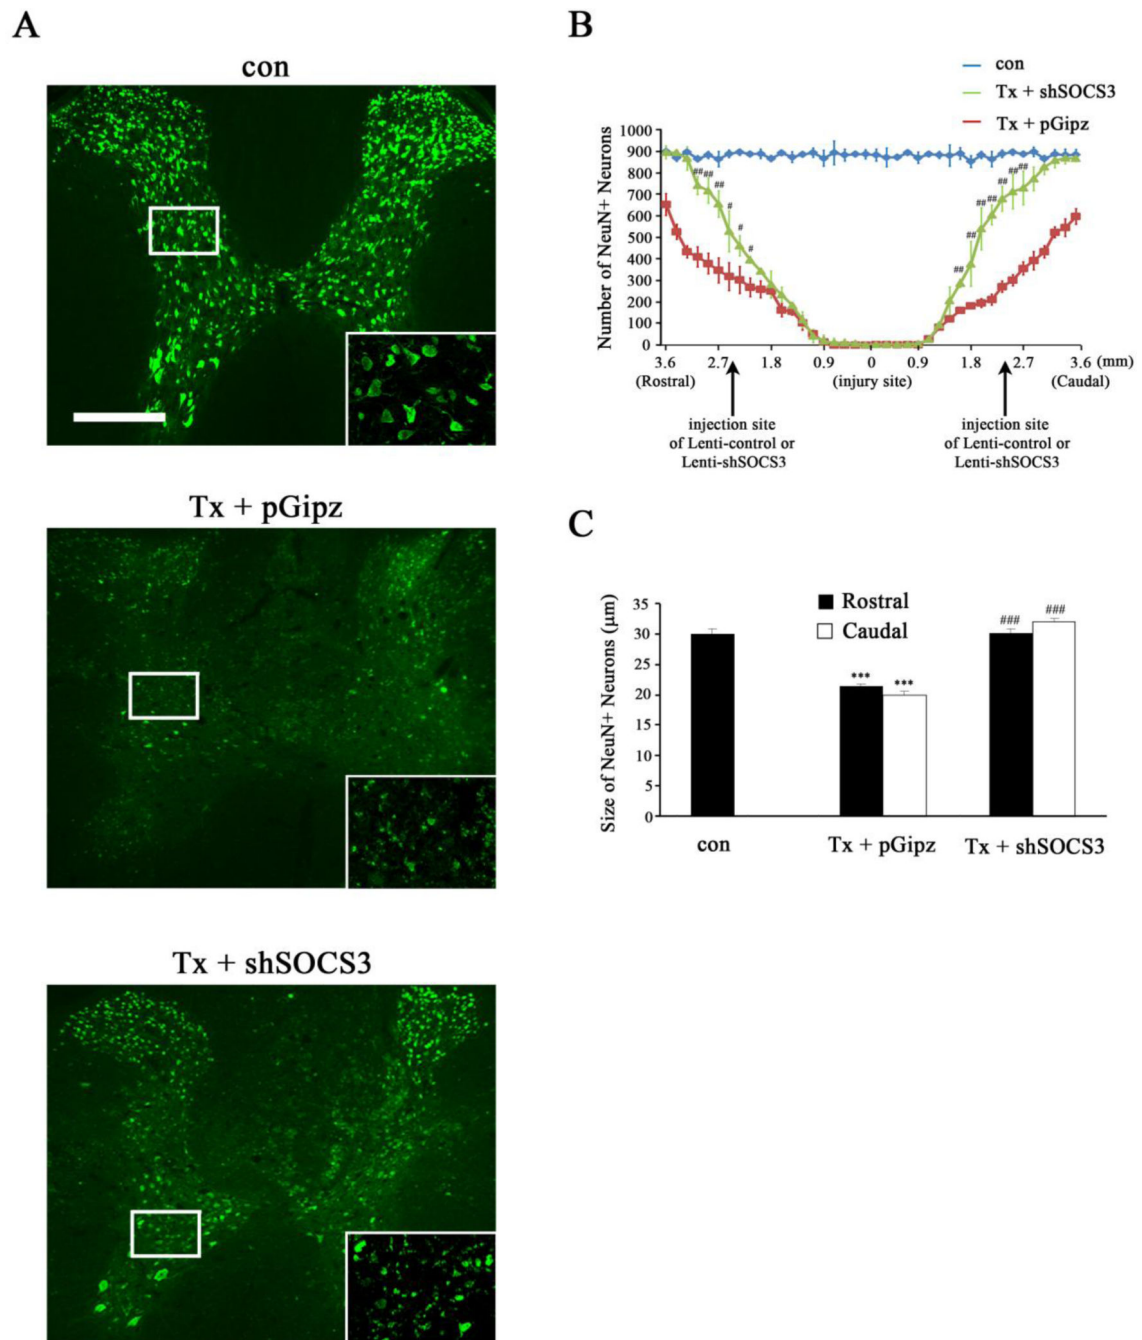 A
con
Tx + pGipz
Tx + shSOCS3
B
con
Tx + shSOCS3
Tx + pGipz
Number of NeuN+ Neurons
1000
900
800
700
600
500
400
300
200
100
0
## ## ## # # #
## ## ## ## ## ## ##
3.6 2.7 1.8 0.9 0 0.9 1.8 2.7 3.6 (mm)
(Rostral) (injury site) (Caudal)
injection site
of Lenti-control or
Lenti-shSOCS3
injection site
of Lenti-control or
Lenti-shSOCS3
C
Rostral
Caudal
Size of NeuN+ Neurons (μm)
35
30
25
20
15
10
5
0
*** ***
### ###
con Tx + pGipz Tx + shSOCS3